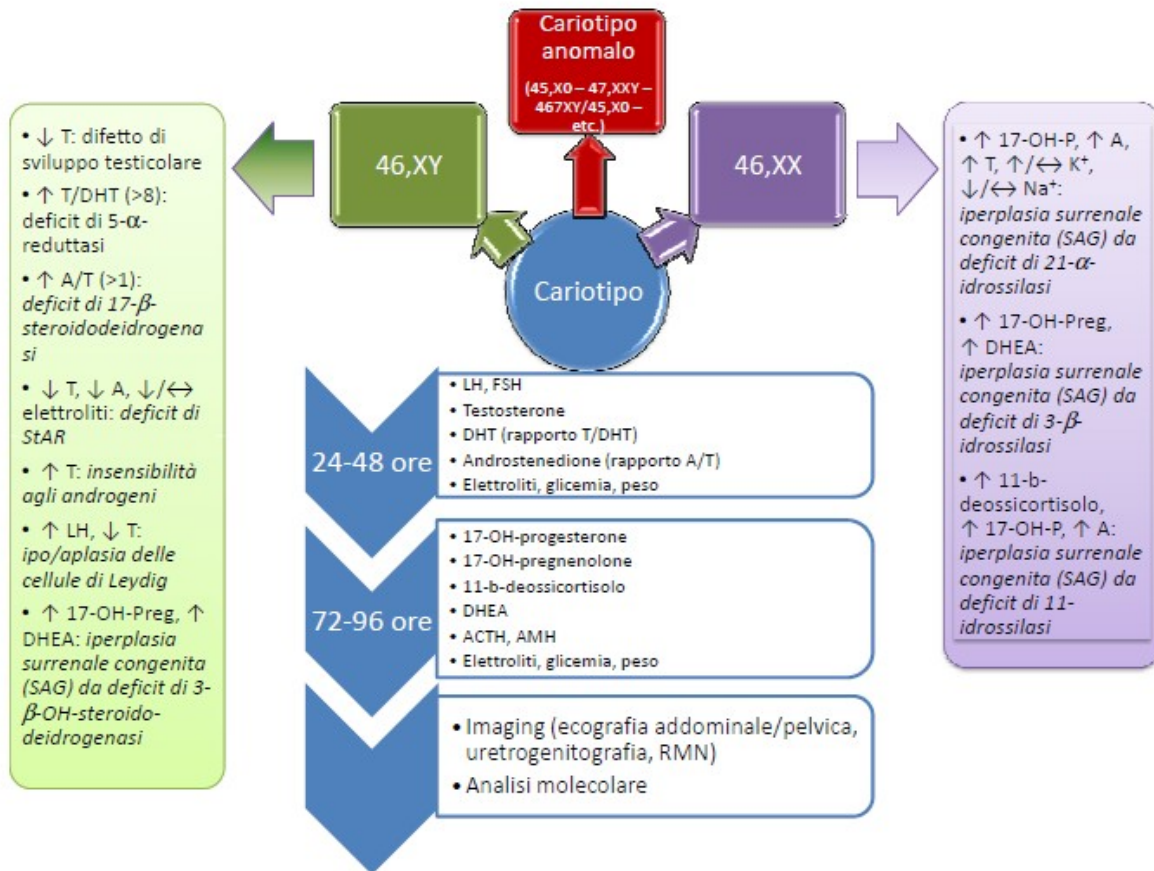 Cariotipo
anomalo
(45,X0 – 47,XXY –
467XY/45,X0 –
etc.)
46,XY
46,XX
Cariotipo
• ↓ T: difetto di
sviluppo testicolare
• ↑ T/DHT (>8):
deficit di 5-α-
reduttasi
• ↑ A/T (>1):
deficit di 17-β-
steroidodeidrogena
si
• ↓ T, ↓ A, ↓/↔
elettroliti: deficit di
StAR
• ↑ T: insensibilità
agli androgeni
• ↑ LH, ↓ T:
ipo/aplasia delle
cellule di Leydig
• ↑ 17-OH-Preg, ↑
DHEA: iperplasia
surrenale congenita
(SAG) da deficit di 3-
β-OH-steroido-
deidrogenasi
24-48 ore
• LH, FSH
• Testosterone
• DHT (rapporto T/DHT)
• Androstenedione (rapporto A/T)
• Elettroliti, glicemia, peso
72-96 ore
• 17-OH-progesterone
• 17-OH-pregnenolone
• 11-b-deossicortisolo
• DHEA
• ACTH, AMH
• Elettroliti, glicemia, peso
• Imaging (ecografia addominale/pelvica,
uretrogenitografia, RMN)
• Analisi molecolare
• ↑ 17-OH-P, ↑ A,
↑ T, ↑/↔ K⁺,
↓/↔ Na⁺:
iperplasia surrenale
congenita (SAG) da
deficit di 21-α-
idrossilasi
• ↑ 17-OH-Preg,
↑ DHEA:
iperplasia surrenale
congenita (SAG) da
deficit di 3-β-
idrossilasi
• ↑ 11-b-
deossicortisolo,
↑ 17-OH-P, ↑ A:
iperplasia surrenale
congenita (SAG) da
deficit di 11-
idrossilasi